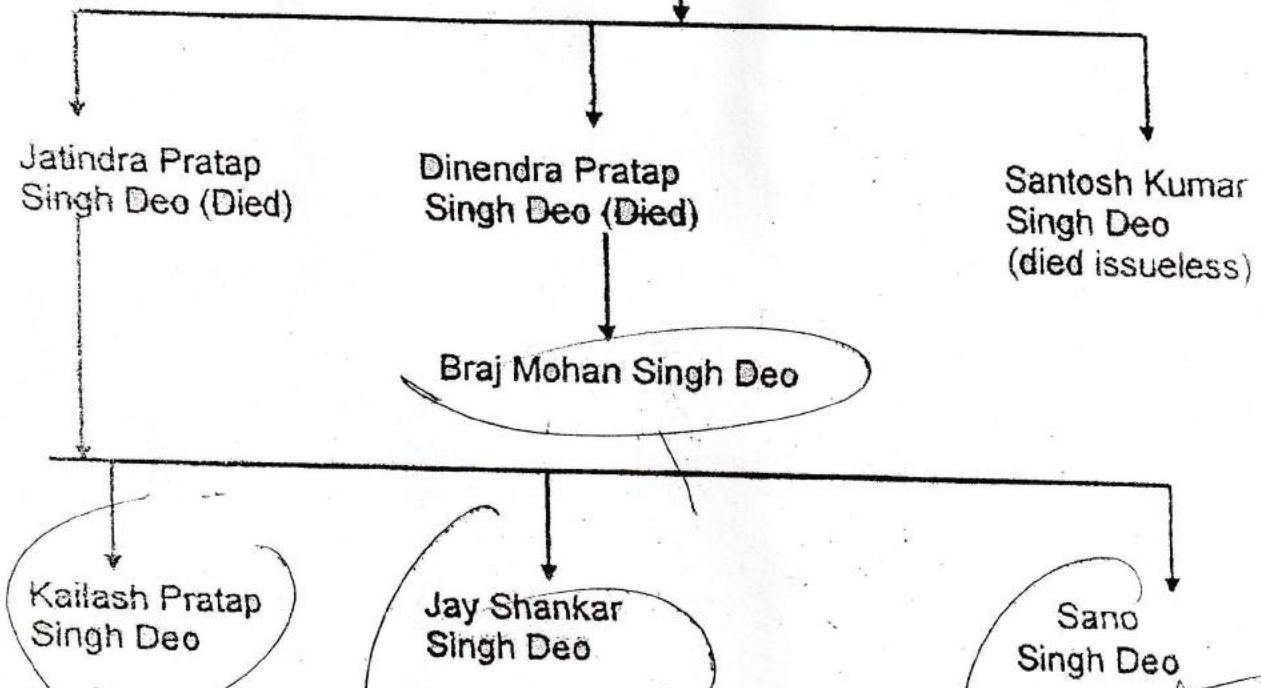 Jatindra Pratap
Singh Deo (Died)
Dinendra Pratap
Singh Deo (Died)
Santosh Kumar
Singh Deo
(died issueless)
Braj Mohan Singh Deo
Kailash Pratap
Singh Deo
Jay Shankar
Singh Deo
Sano
Singh Deo